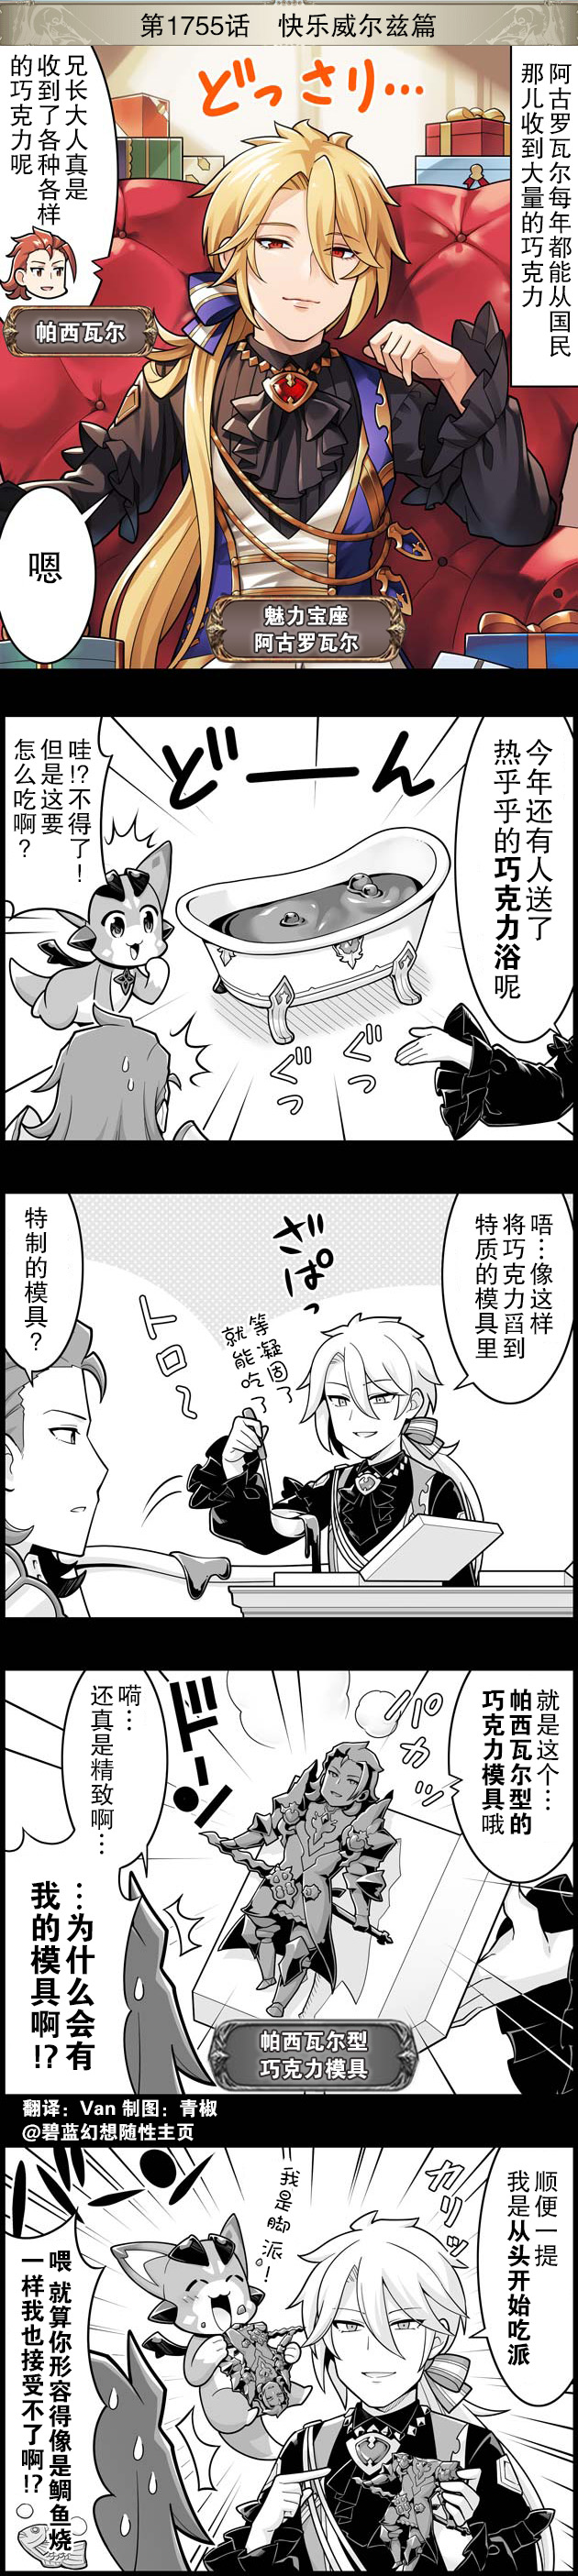 第1755话　快乐威尔兹篇
阿古罗瓦尔每年都能从国民
那儿收到大量的巧克力
どっさり…
兄长大人真是
收到了各种各样
的巧克力呢
帕西瓦尔
嗯
魅力宝座
阿古罗瓦尔
今年还有人送了
热乎乎的巧克力浴呢
どーん
哇!?不得了！
但是这要
怎么吃啊？
ぐつ
ぐつ
唔…像这样
将巧克力舀到
特质的模具里
ざぱっ
等凝固了
就能吃了
トロ～
特制的模具？
就是这个…
帕西瓦尔型的
巧克力模具哦
パカッ
ドーン
嗬…
还真是精致啊…
…为什么会有
我的模具啊!?
帕西瓦尔型
巧克力模具
翻译：Van 制图：青椒
@碧蓝幻想随性主页
顺便一提
我是从头开始吃派
カリッ
我是脚派！
喂 就算你形容得像是鲷鱼烧
一样我也接受不了啊!?